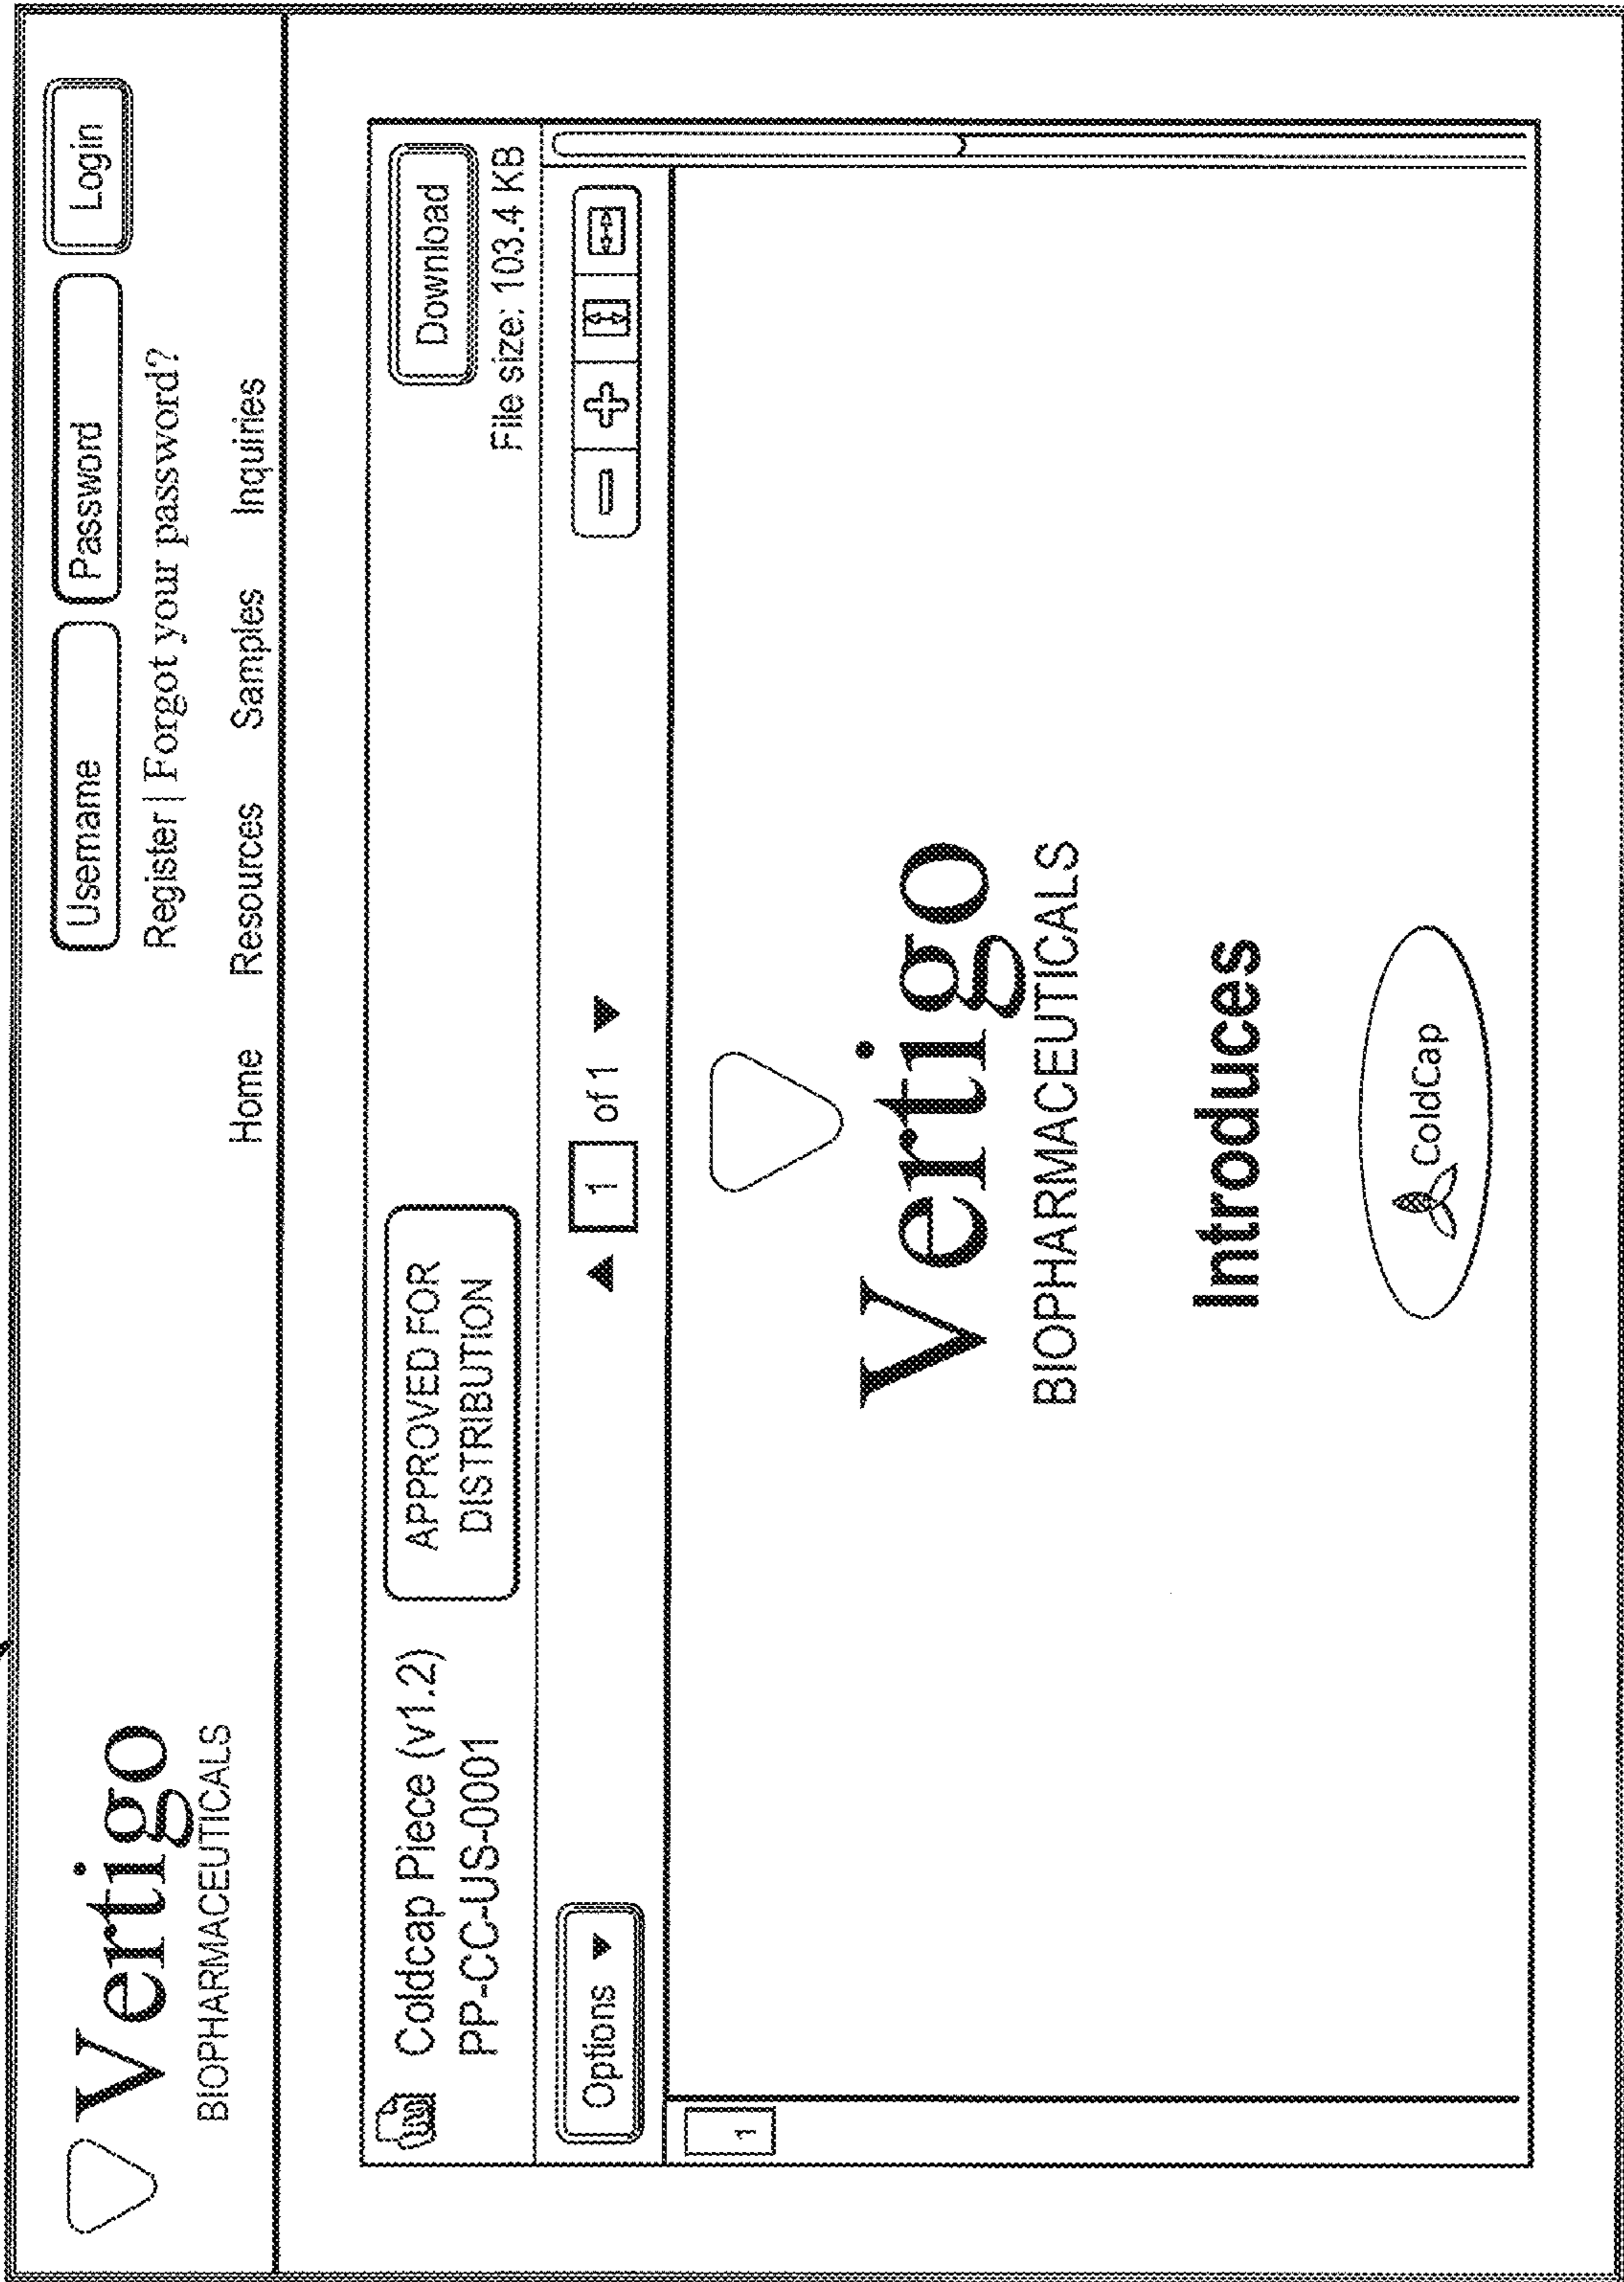 Vertigo
BIOPHARMACEUTICALS
Username Password Login
Register | Forgot your password?
Home Resources Samples Inquiries
Coldcap Piece (v1.2)
PP-CC-US-0001
APPROVED FOR
DISTRIBUTION
Download
File size: 103.4 KB
Options
1 of 1
1
Vertigo
BIOPHARMACEUTICALS
Introduces
ColdCap